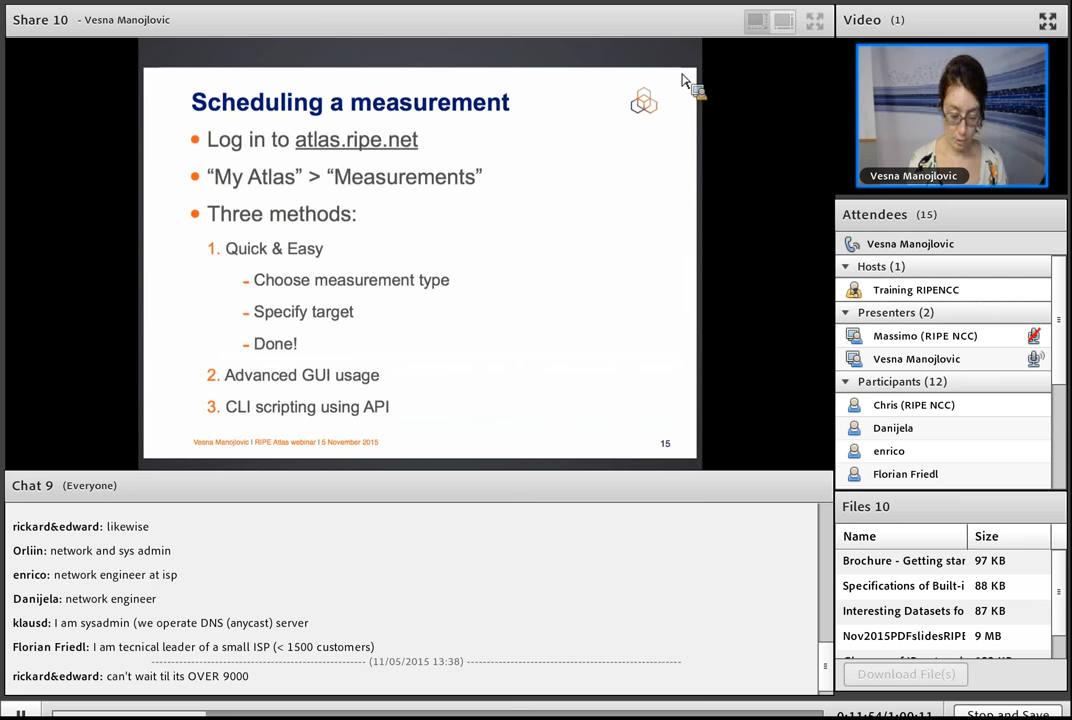 Share 10 - Vesna Manojlovic
Video (1)
Scheduling a measurement
Log in to atlas.ripe.net
“My Atlas” > “Measurements”
Three methods:
1. Quick & Easy
- Choose measurement type
- Specify target
- Done!
2. Advanced GUI usage
3. CLI scripting using API
Vesna Manojlovic I RIPE Atlas webinar I 5 November 2015
15
Vesna Manojlovic
Attendees (15)
Vesna Manojlovic
Hosts (1)
Training RIPENCC
Presenters (2)
Massimo (RIPE NCC)
Vesna Manojlovic
Participants (12)
Chris (RIPE NCC)
Danijela
enrico
Florian Friedl
Chat 9 (Everyone)
rickard&edward: likewise
Orliin: network and sys admin
enrico: network engineer at isp
Danijela: network engineer
klausd: I am sysadmin (we operate DNS (anycast) server
Florian Friedl: I am tecnical leader of a small ISP (< 1500 customers)
(11/05/2015 13:38)
rickard&edward: can't wait til its OVER 9000
Files 10
Name Size
Brochure - Getting star 97 KB
Specifications of Built-i 88 KB
Interesting Datasets fo 87 KB
Nov2015PDFslidesRIPE 9 MB
Download File(s)
0:11:54/1:00:11
Stop and Save